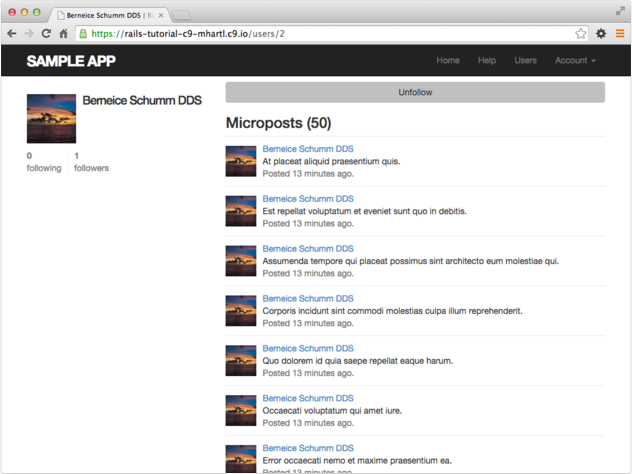 Berneice Schumm DDS | R
https://rails-tutorial-c9-mhartl.c9.io/users/2
SAMPLE APP
Home
Help
Users
Account
Berneice Schumm DDS
0
following
1
followers
Unfollow
Microposts (50)
Berneice Schumm DDS
At placeat aliquid praesentium quis.
Posted 13 minutes ago.
Berneice Schumm DDS
Est repellat voluptatum et eveniet sunt quo in debitis.
Posted 13 minutes ago.
Berneice Schumm DDS
Assumenda tempore qui placeat possimus sint architecto eum molestiae qui.
Posted 13 minutes ago.
Berneice Schumm DDS
Corporis incidunt sint commodi molestias culpa illum reprehenderit.
Posted 13 minutes ago.
Berneice Schumm DDS
Quo dolorem id quia saepe repellat eaque harum.
Posted 13 minutes ago.
Berneice Schumm DDS
Occaecati voluptatum qui amet iure.
Posted 13 minutes ago.
Berneice Schumm DDS
Error occaecati nemo et maxime praesentium ea.
Posted 13 minutes ago.